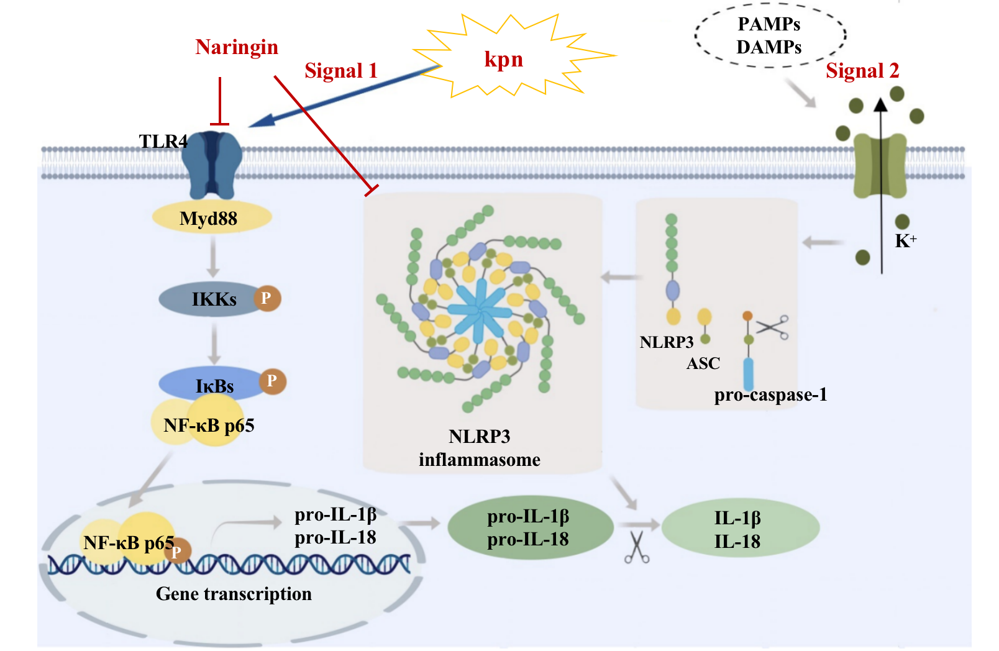 Naringin
Signal 1
kpn
PAMPs
DAMPs
Signal 2
TLR4
Myd88
K⁺
IKKs
P
NLRP3
ASC
pro-caspase-1
IκBs
P
NF-κB p65
NLRP3
inflammasome
NF-κB p65
P
pro-IL-1β
pro-IL-18
pro-IL-1β
pro-IL-18
IL-1β
IL-18
Gene transcription